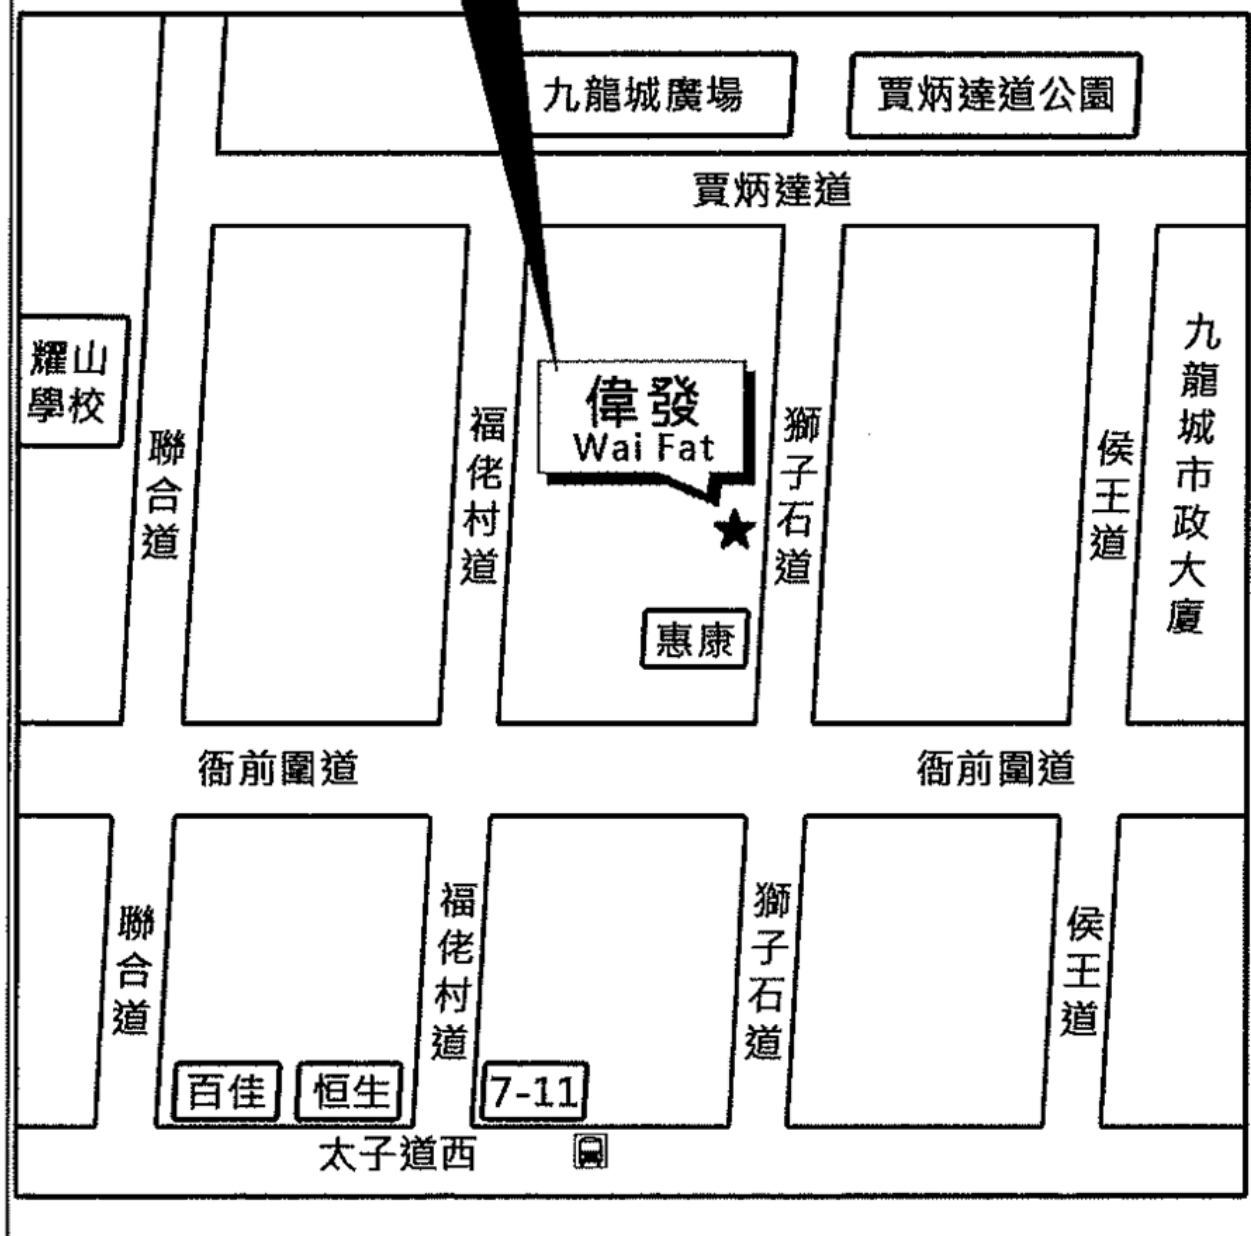 九龍城廣場
賈炳達道公園
賈炳達道
耀山
學校
聯合道
福佬村道
偉發
Wai Fat
獅子石道
侯王道
九龍城市政大廈
惠康
衙前圍道
衙前圍道
聯合道
福佬村道
獅子石道
侯王道
百佳
恒生
7-11
太子道西